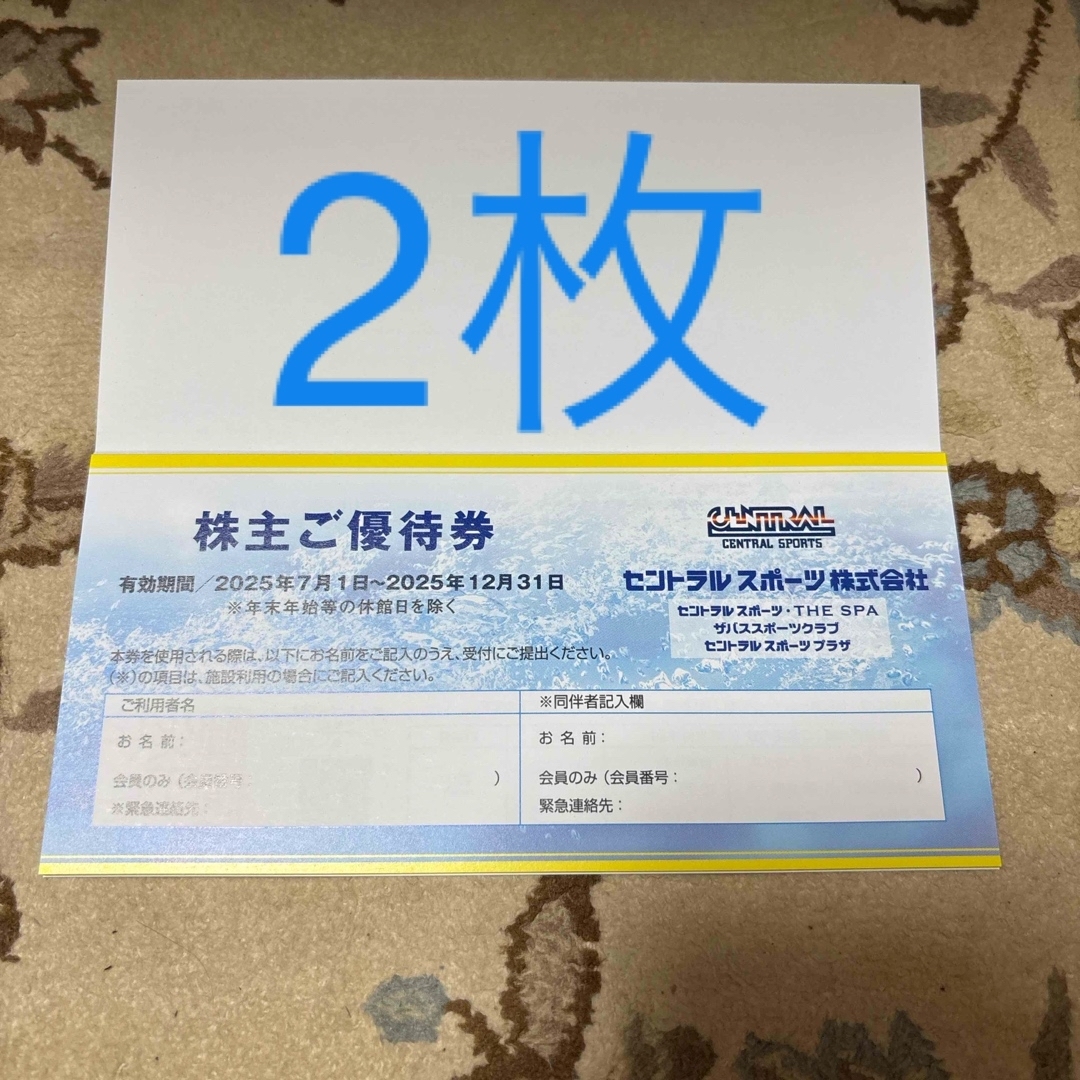 2枚
株主ご優待券
有効期間／2025年7月1日～2025年12月31日
※年末年始等の休館日を除く
CENTRAL
CENTRAL SPORTS
セントラルスポーツ株式会社
セントラルスポーツ・THE SPA
ザバススポーツクラブ
セントラルスポーツ プラザ
本券を使用される際は、以下にお名前をご記入のうえ、受付にご提出ください。
（※）の項目は、施設利用の場合にご記入ください。
ご利用者名
お 名 前：
会員のみ（会員番号： ）
※緊急連絡先：
※同伴者記入欄
お 名 前：
会員のみ（会員番号： ）
緊急連絡先：